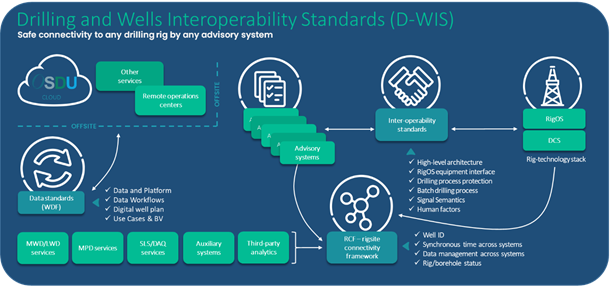 Drilling and Wells Interoperability Standards (D-WIS)
Safe connectivity to any drilling rig by any advisory system
OSDU
CLOUD
Other
services
Remote operations
centers
OFFSITE
OFFSITE
Data standards
(WDF)
✓ Data and Platform
✓ Data Workflows
✓ Digital well plan
✓ Use Cases & BV
A
A
A
A
Advisory
systems
Inter-operability
standards
✓ High-level architecture
✓ RigOS equipment interface
✓ Drilling process protection
✓ Batch drilling process
✓ Signal Semantics
✓ Human factors
RigOS
DCS
Rig-technology stack
MWD/LWD
services
MPD services
SLS/DAQ
services
Auxiliary
systems
Third-party
analytics
RCF – rigsite
connectivity
framework
✓ Well ID
✓ Synchronous time across systems
✓ Data management across systems
✓ Rig/borehole status